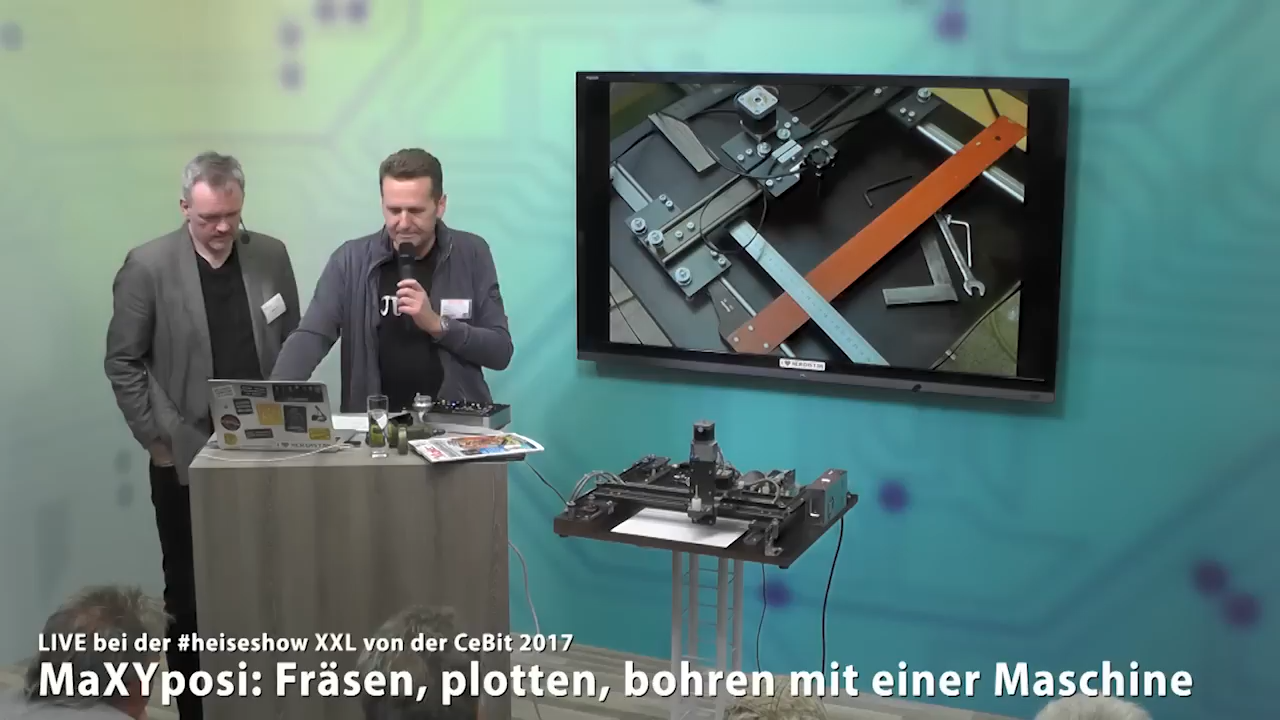 LIVE bei der #heiseshow XXL von der CeBit 2017
MaXYposi: Fräsen, plotten, bohren mit einer Maschine